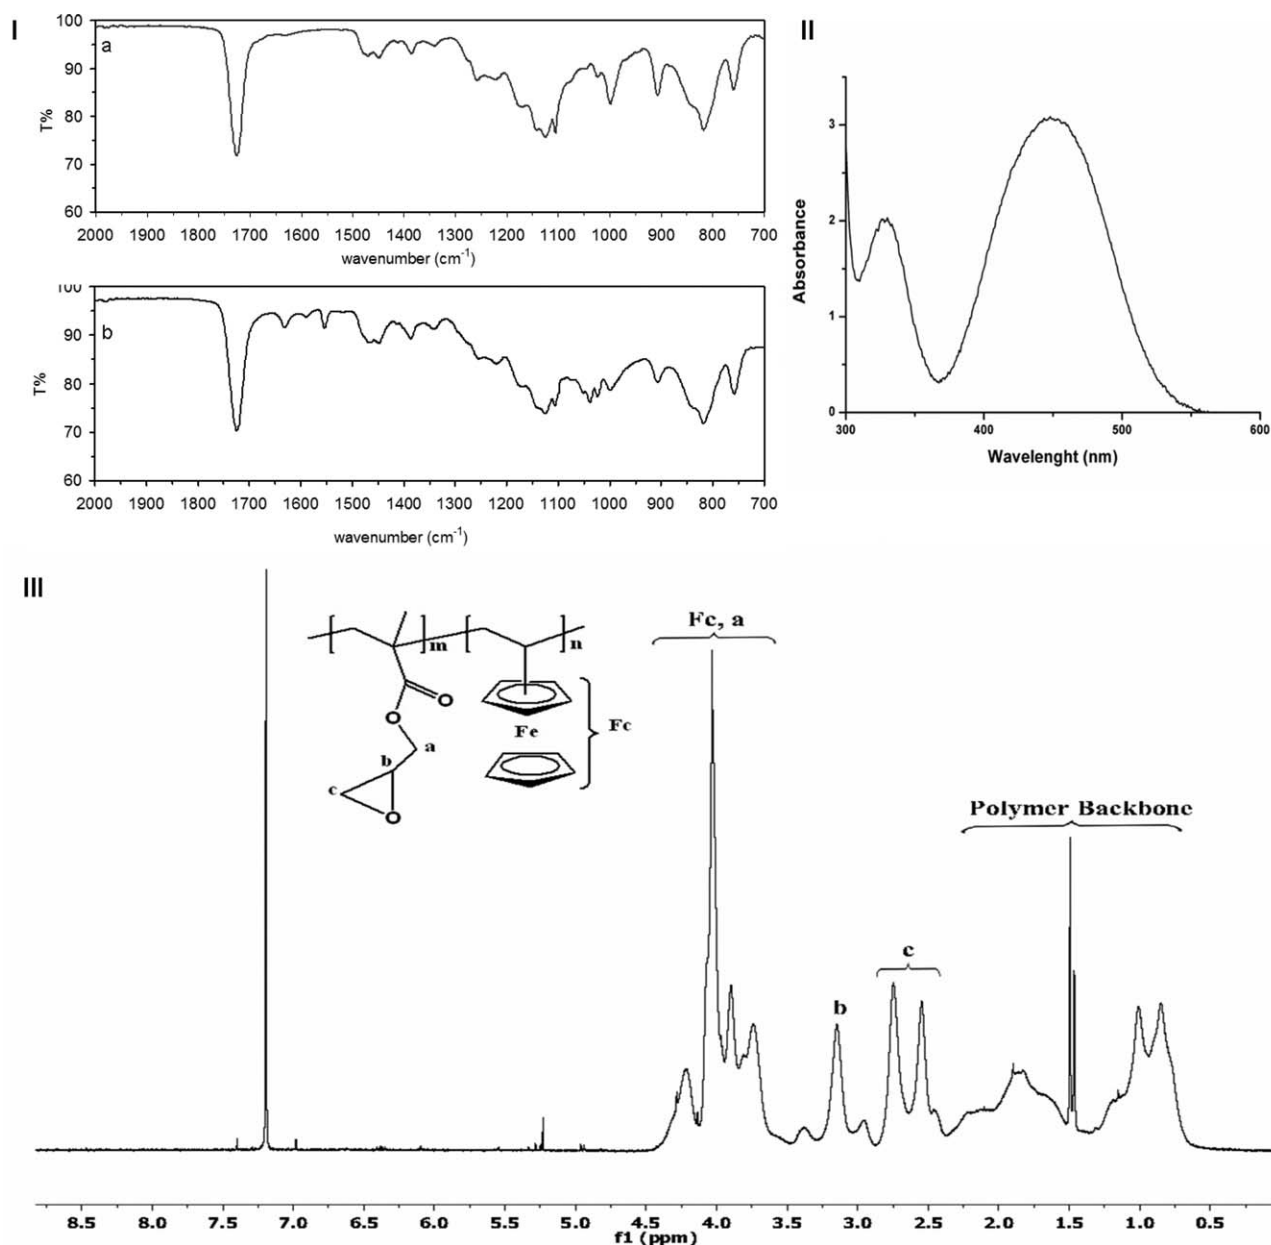 I
100
90
80
70
60
T%
a
2000 1900 1800 1700 1600 1500 1400 1300 1200 1100 1000 900 800 700
wavenumber (cm-1)
100
90
80
70
60
T%
b
2000 1900 1800 1700 1600 1500 1400 1300 1200 1100 1000 900 800 700
wavenumber (cm-1)
II
3
2
1
0
Absorbance
300 400 500 600
Wavelenght (nm)
III
Fc, a
m n
O
O
Fe
Fc
a
b
c
O
Polymer Backbone
c
b
8.5 8.0 7.5 7.0 6.5 6.0 5.5 5.0 4.5 4.0 3.5 3.0 2.5 2.0 1.5 1.0 0.5
f1 (ppm)